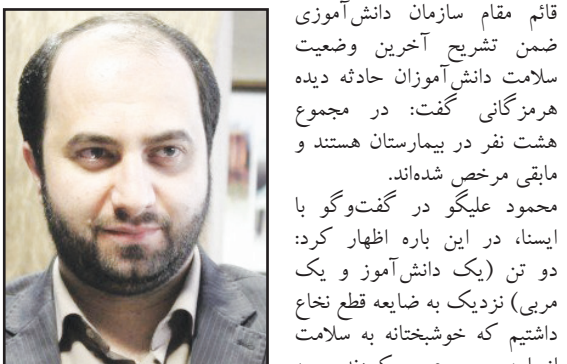 قائم مقام سازمان دانش‌آموزی
ضمن تشریح آخرین وضعیت
سلامت دانش‌آموزان حادثه دیده
هرمزگانی گفت: در مجموع
هشت نفر در بیمارستان هستند و
مابقی مرخص شده‌اند.
محمود علیگو در گفت‌وگو با
ایسنا، در این باره اظهار کرد:
دو تن (یک دانش‌آموز و یک
مربی) نزدیک به ضایعه قطع نخاع
داشتیم که خوشبختانه به سلامت